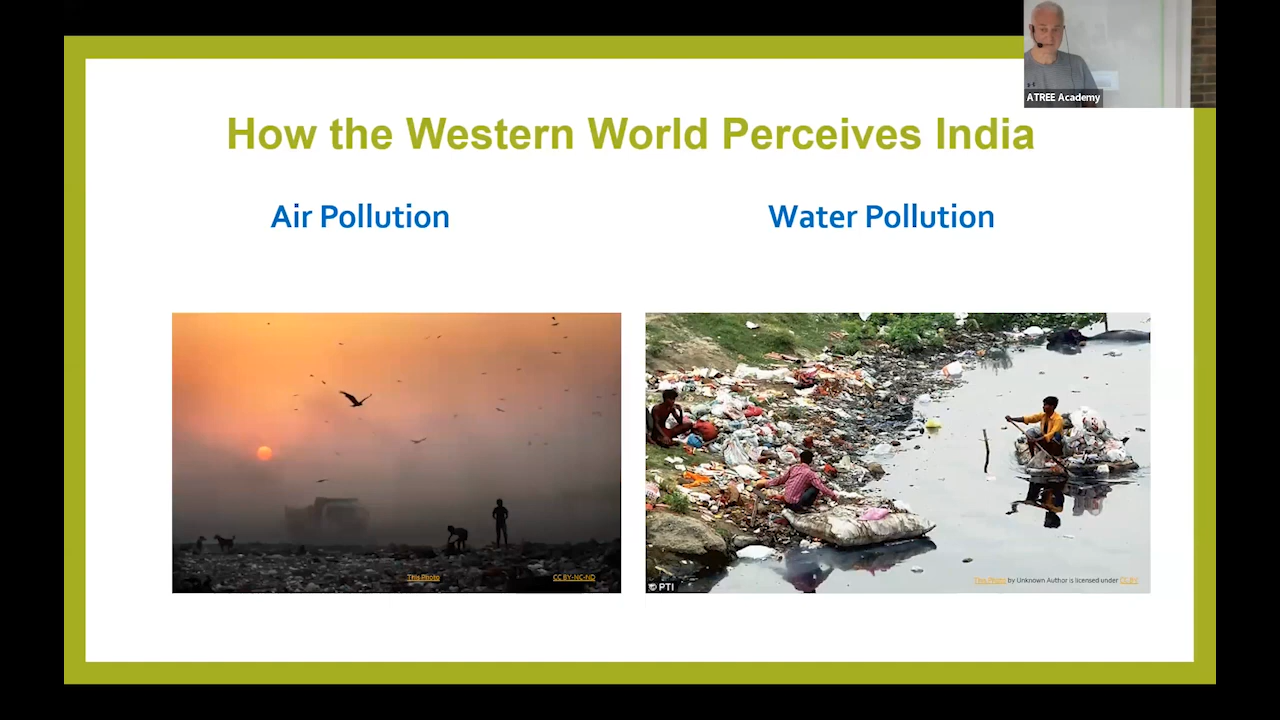 ATREE Academy
How the Western World Perceives India
Air Pollution
Water Pollution
This Photo
CC BY-NC-ND
© PTI
This Photo by Unknown Author is licensed under CC BY